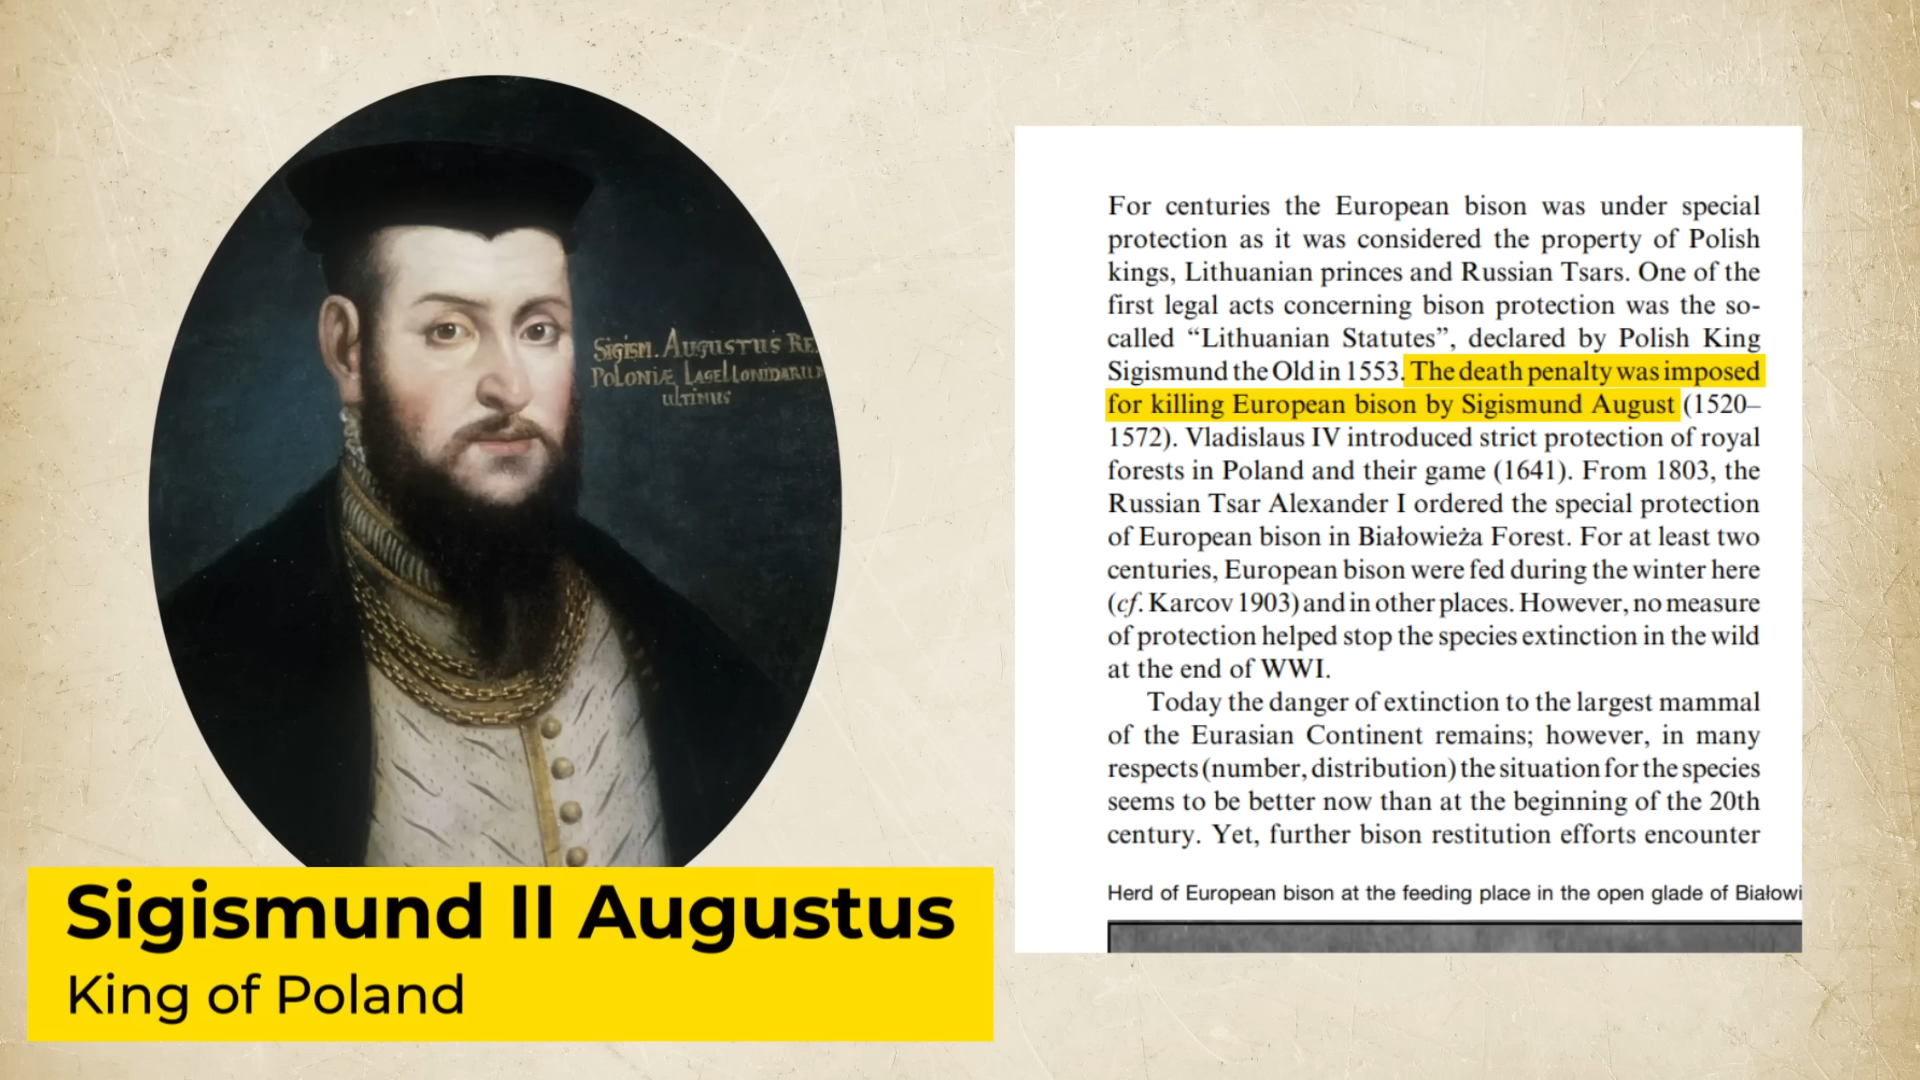 SIGISM. AUGUSTUS RE
POLONIÆ IAGELLONIDARUM
ULTIMUS
Sigismund II Augustus
King of Poland
For centuries the European bison was under special
protection as it was considered the property of Polish
kings, Lithuanian princes and Russian Tsars. One of the
first legal acts concerning bison protection was the so-
called “Lithuanian Statutes”, declared by Polish King
Sigismund the Old in 1553. The death penalty was imposed
for killing European bison by Sigismund August (1520–
1572). Vladislaus IV introduced strict protection of royal
forests in Poland and their game (1641). From 1803, the
Russian Tsar Alexander I ordered the special protection
of European bison in Białowieża Forest. For at least two
centuries, European bison were fed during the winter here
(cf. Karcov 1903) and in other places. However, no measure
of protection helped stop the species extinction in the wild
at the end of WWI.
Today the danger of extinction to the largest mammal
of the Eurasian Continent remains; however, in many
respects (number, distribution) the situation for the species
seems to be better now than at the beginning of the 20th
century. Yet, further bison restitution efforts encounter
Herd of European bison at the feeding place in the open glade of Białowi